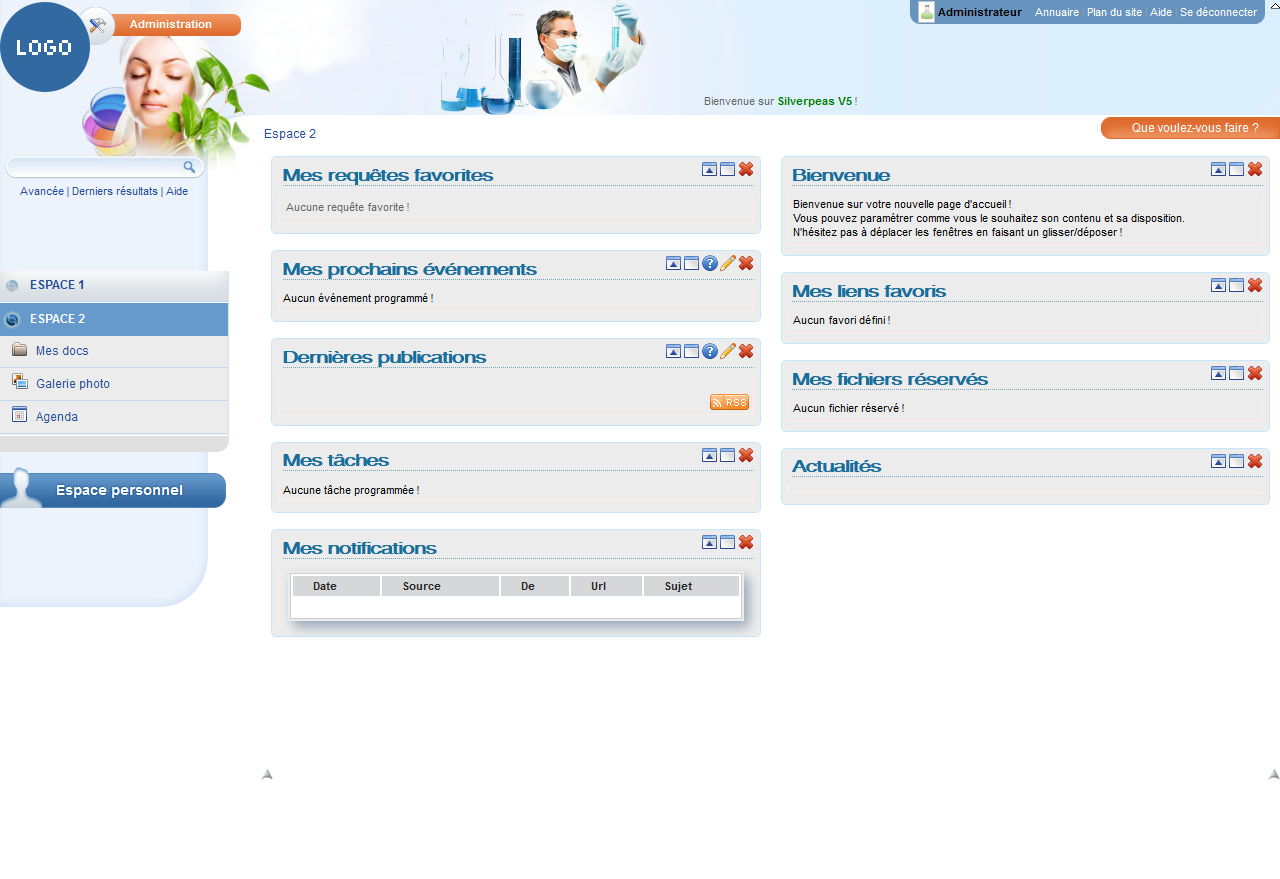 LOGO
Administration
Administrateur
Annuaire | Plan du site | Aide | Se déconnecter
Bienvenue sur Silverpeas V5 !
Espace 2
Que voulez-vous faire ?
Avancée | Derniers résultats | Aide
ESPACE 1
ESPACE 2
Mes docs
Galerie photo
Agenda
Espace personnel
Mes requêtes favorites
Aucune requête favorite !
Mes prochains événements
Aucun événement programmé !
Dernières publications
RSS
Mes tâches
Aucune tâche programmée !
Mes notifications
Date Source De Url Sujet
Bienvenue
Bienvenue sur votre nouvelle page d'accueil !
Vous pouvez paramétrer comme vous le souhaitez son contenu et sa disposition.
N'hésitez pas à déplacer les fenêtres en faisant un glisser/déposer !
Mes liens favoris
Aucun favori défini !
Mes fichiers réservés
Aucun fichier réservé !
Actualités